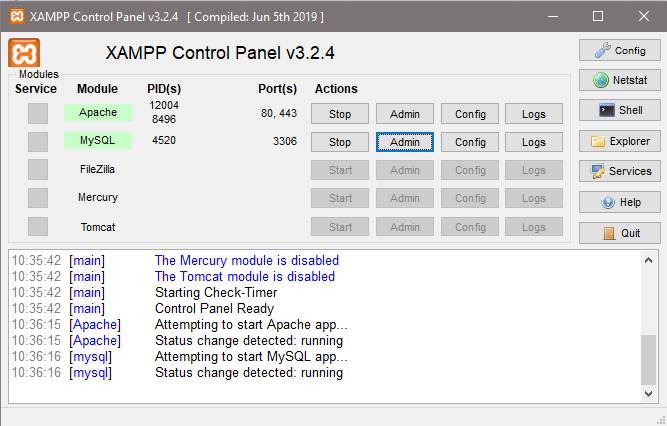 XAMPP Control Panel v3.2.4 [ Compiled: Jun 5th 2019 ]
XAMPP Control Panel v3.2.4
Config
Modules
Service Module PID(s) Port(s) Actions
Netstat
Apache 12004 8496 80, 443 Stop Admin Config Logs
Shell
MySQL 4520 3306 Stop Admin Config Logs
Explorer
FileZilla Start Admin Config Logs
Services
Mercury Start Admin Config Logs
Help
Tomcat Start Admin Config Logs
Quit
10:35:42 [main] The Mercury module is disabled
10:35:42 [main] The Tomcat module is disabled
10:35:42 [main] Starting Check-Timer
10:35:42 [main] Control Panel Ready
10:36:15 [Apache] Attempting to start Apache app...
10:36:15 [Apache] Status change detected: running
10:36:16 [mysql] Attempting to start MySQL app...
10:36:16 [mysql] Status change detected: running